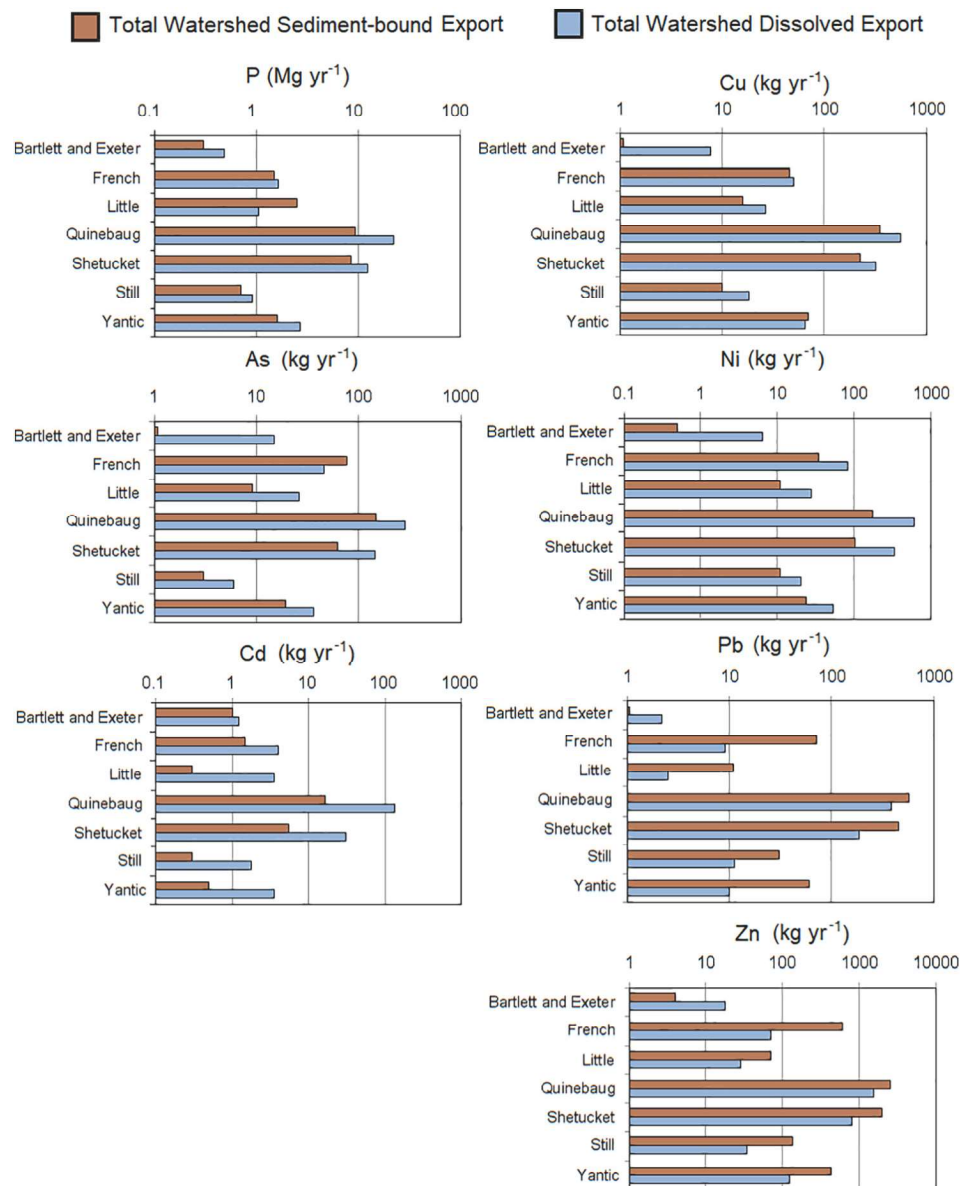 Total Watershed Sediment-bound Export
Total Watershed Dissolved Export
P (Mg yr-1)
0.1 1 10 100
Bartlett and Exeter
French
Little
Quinebaug
Shetucket
Still
Yantic
As (kg yr-1)
1 10 100 1000
Bartlett and Exeter
French
Little
Quinebaug
Shetucket
Still
Yantic
Cd (kg yr-1)
0.1 1 10 100 1000
Bartlett and Exeter
French
Little
Quinebaug
Shetucket
Still
Yantic
Cu (kg yr-1)
1 10 100 1000
Bartlett and Exeter
French
Little
Quinebaug
Shetucket
Still
Yantic
Ni (kg yr-1)
0.1 1 10 100 1000
Bartlett and Exeter
French
Little
Quinebaug
Shetucket
Still
Yantic
Pb (kg yr-1)
1 10 100 1000
Bartlett and Exeter
French
Little
Quinebaug
Shetucket
Still
Yantic
Zn (kg yr-1)
1 10 100 1000 10000
Bartlett and Exeter
French
Little
Quinebaug
Shetucket
Still
Yantic